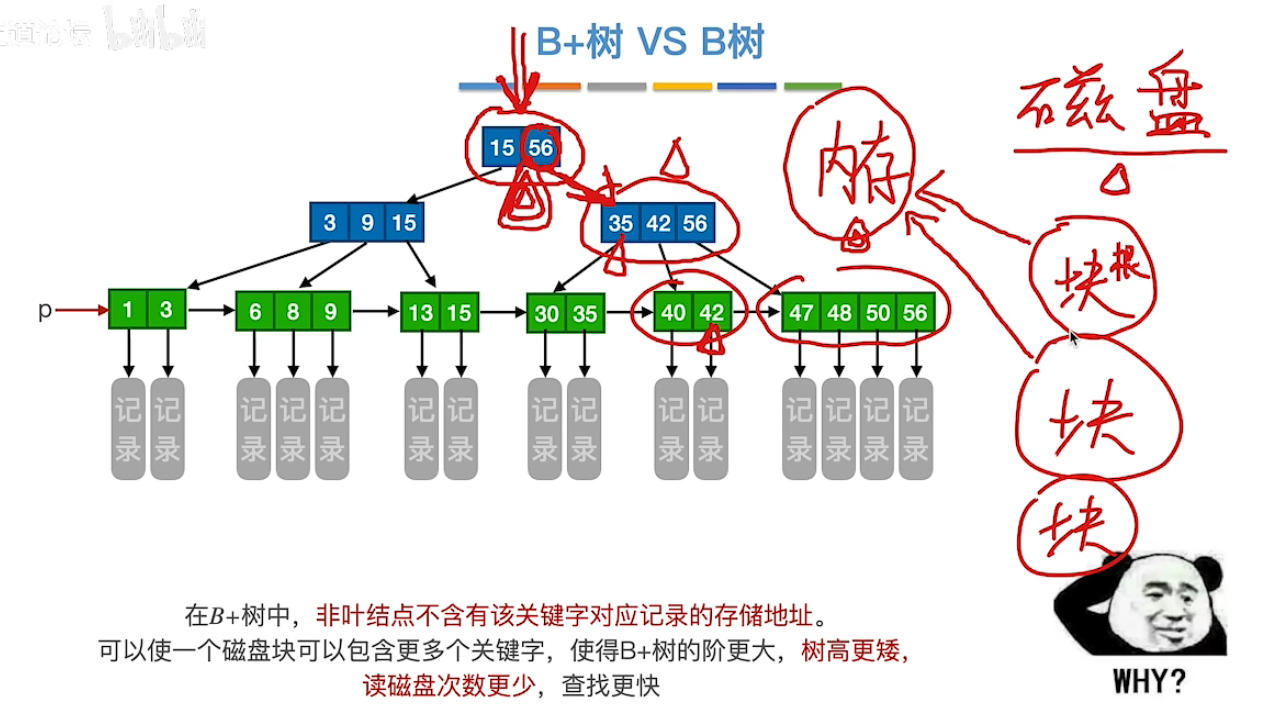 道论坛 bilibili
B+树 VS B树
磁盘
内存
15 56
3 9 15
35 42 56
块根
p
1 3
6 8 9
13 15
30 35
40 42
47 48 50 56
记录 记录 记录 记录 记录 记录 记录 记录 记录 记录 记录 记录 记录 记录 记录
块
块
在B+树中，非叶结点不含有该关键字对应记录的存储地址。
可以使一个磁盘块可以包含更多个关键字，使得B+树的阶更大，树高更矮，
读磁盘次数更少，查找更快
WHY?